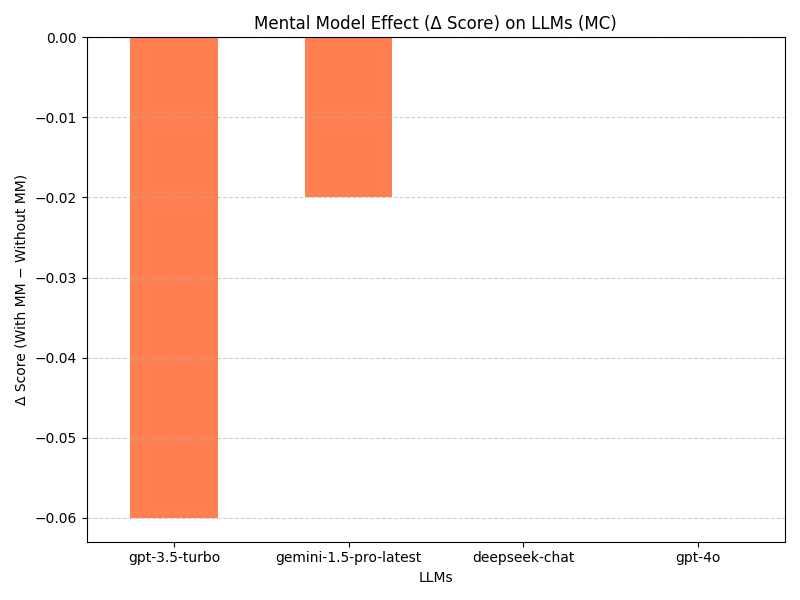 Mental Model Effect (Δ Score) on LLMs (MC)
0.00
−0.01
−0.02
−0.03
−0.04
−0.05
−0.06
Δ Score (With MM − Without MM)
gpt-3.5-turbo
gemini-1.5-pro-latest
deepseek-chat
gpt-4o
LLMs